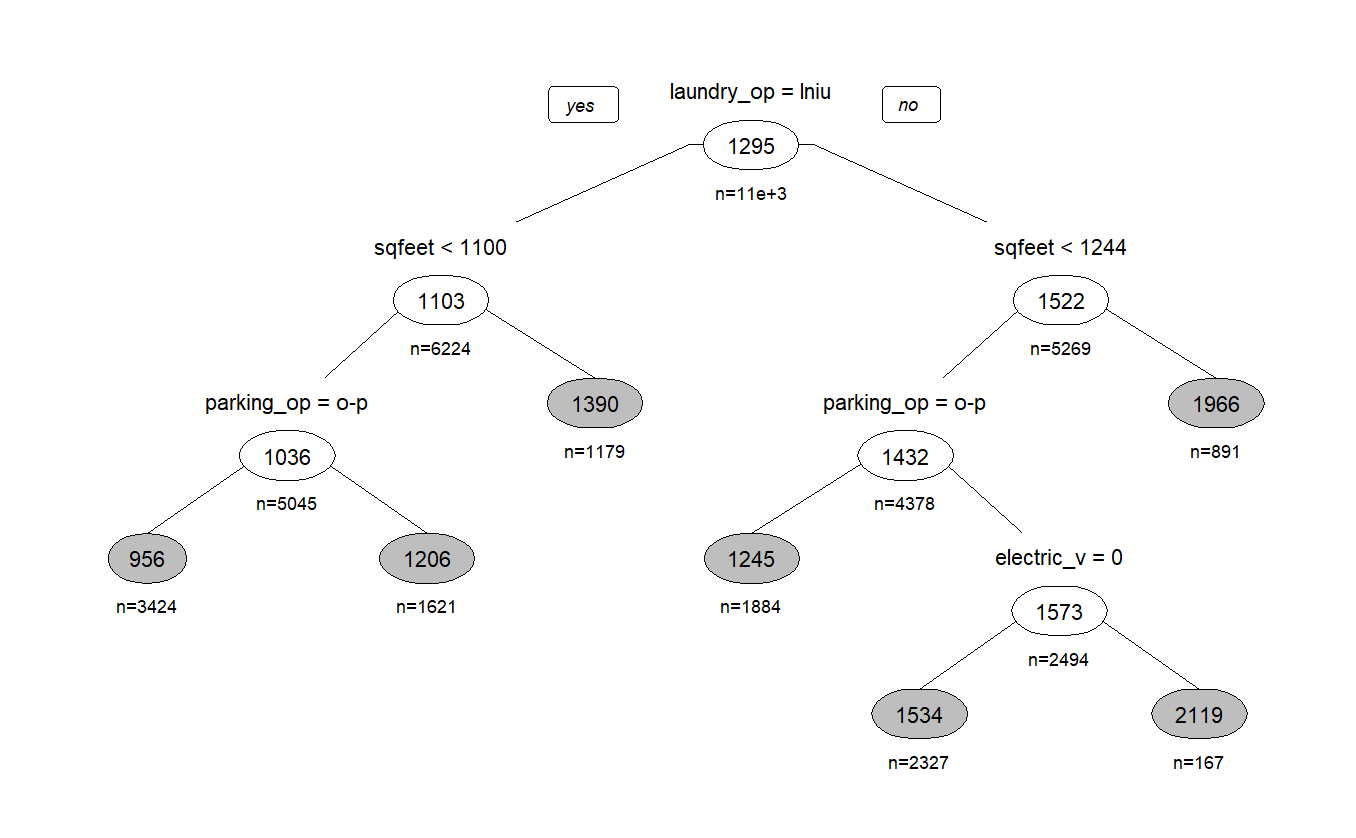 laundry_op = lniu
yes
no
1295
n=11e+3
sqfeet < 1100
sqfeet < 1244
1103
1522
n=6224
n=5269
parking_op = o-p
1390
parking_op = o-p
1966
n=1179
n=891
1036
1432
n=5045
n=4378
956
1206
1245
electric_v = 0
n=3424
n=1621
n=1884
1573
n=2494
1534
2119
n=2327
n=167